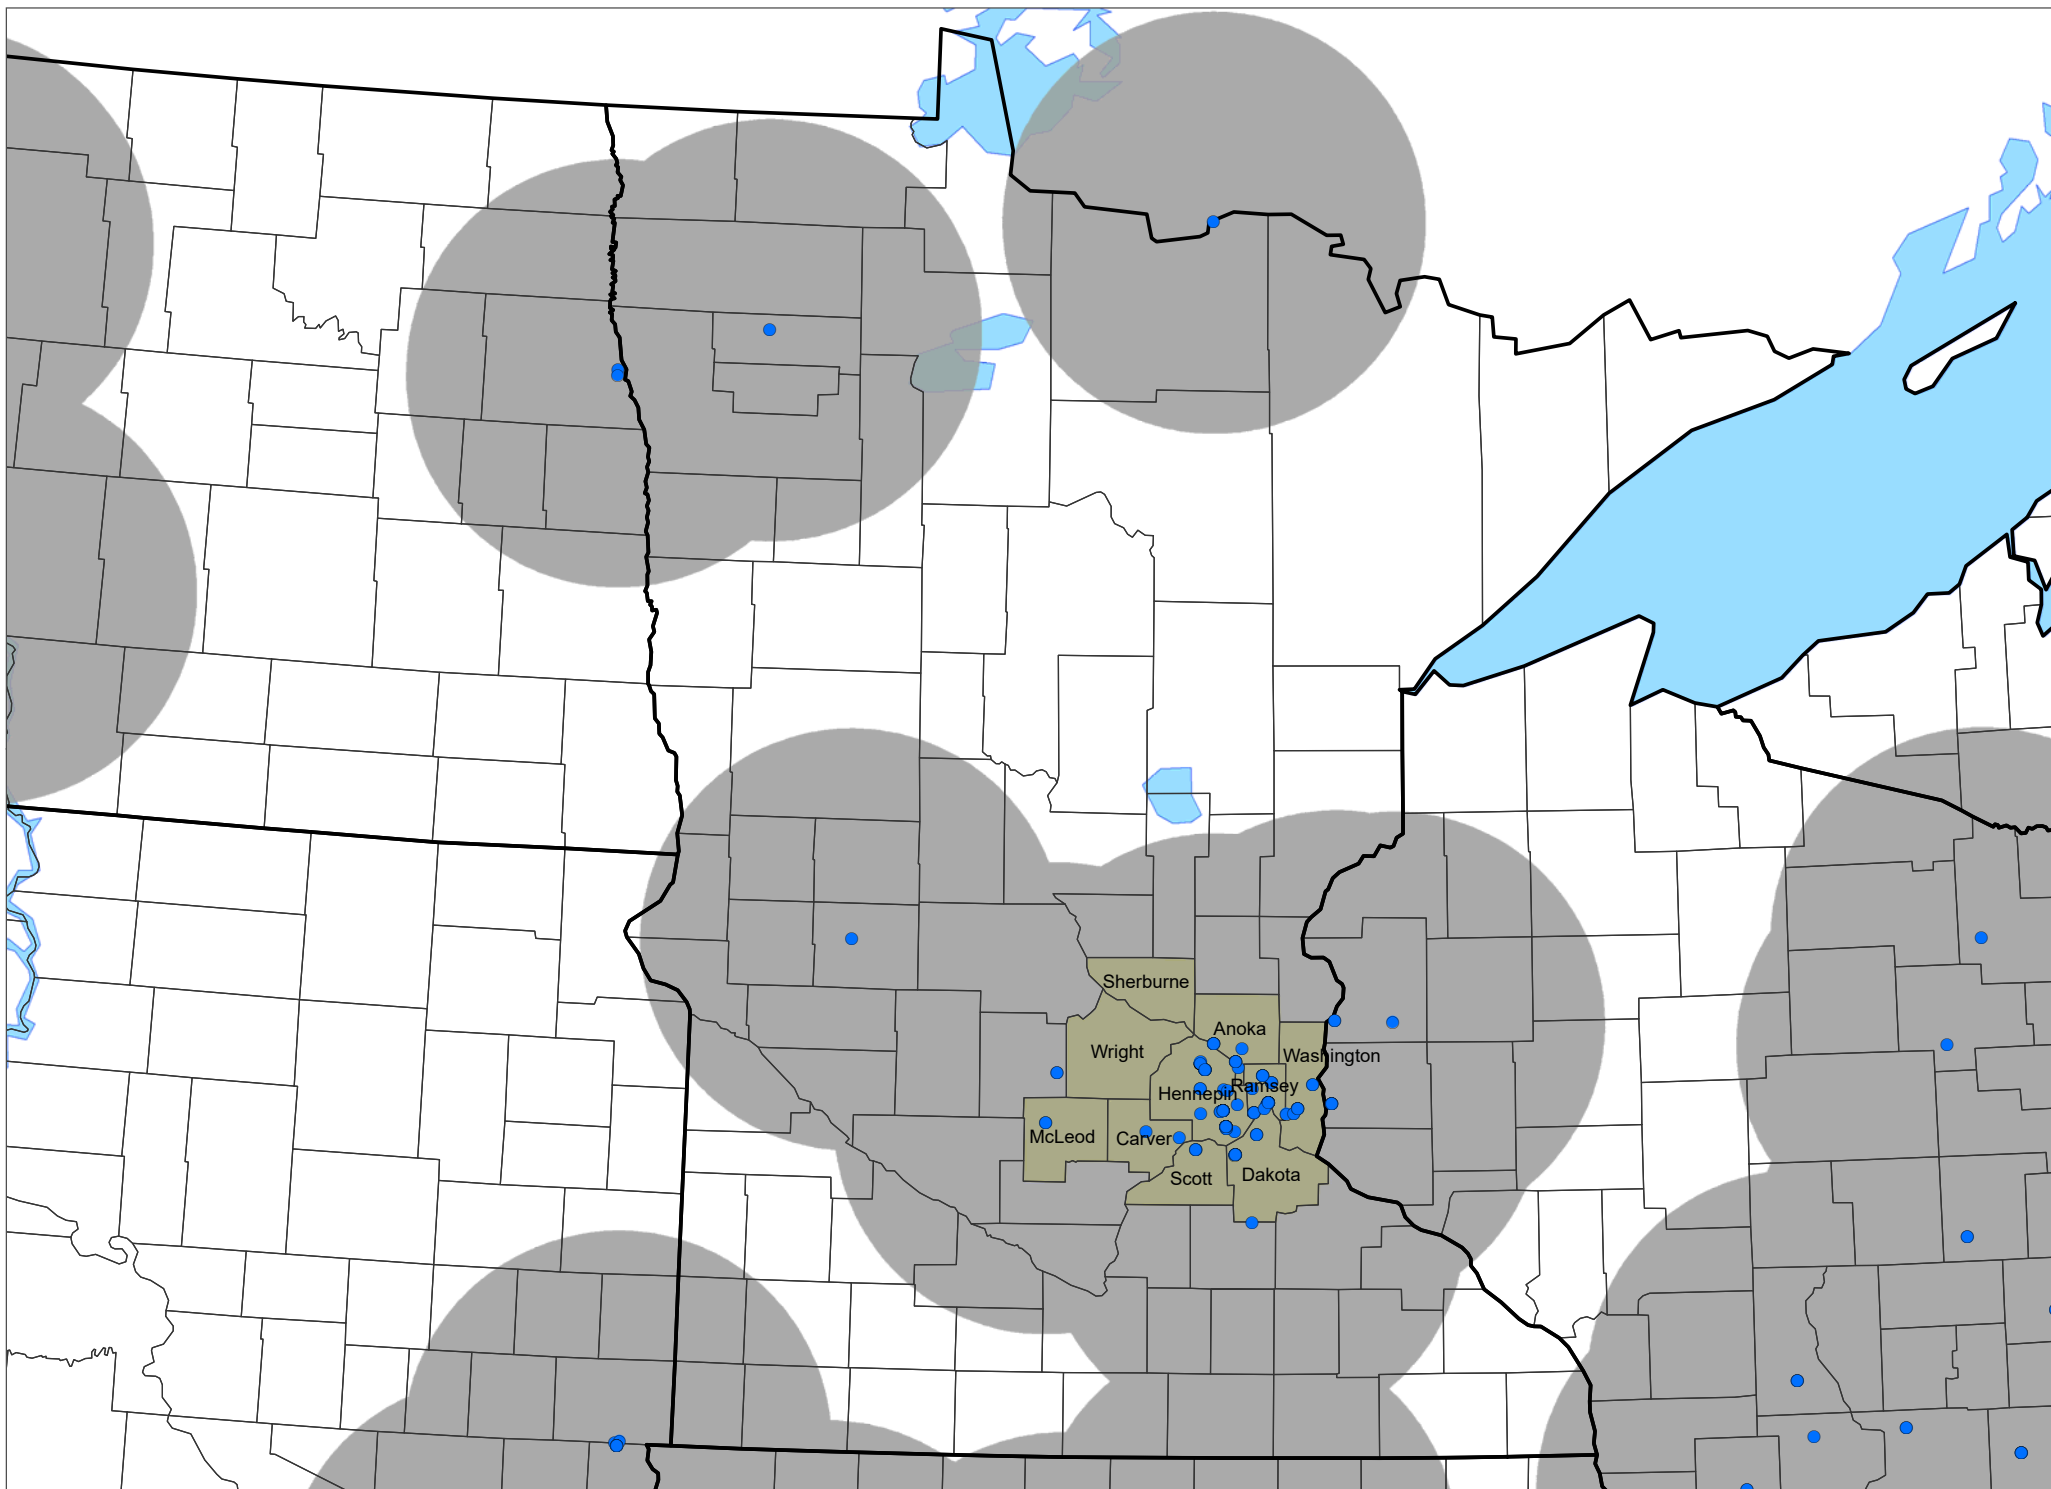 Sherburne
Anoka
Wright
Washington
Ramsey
Hennepin
McLeod
Carver
Scott
Dakota